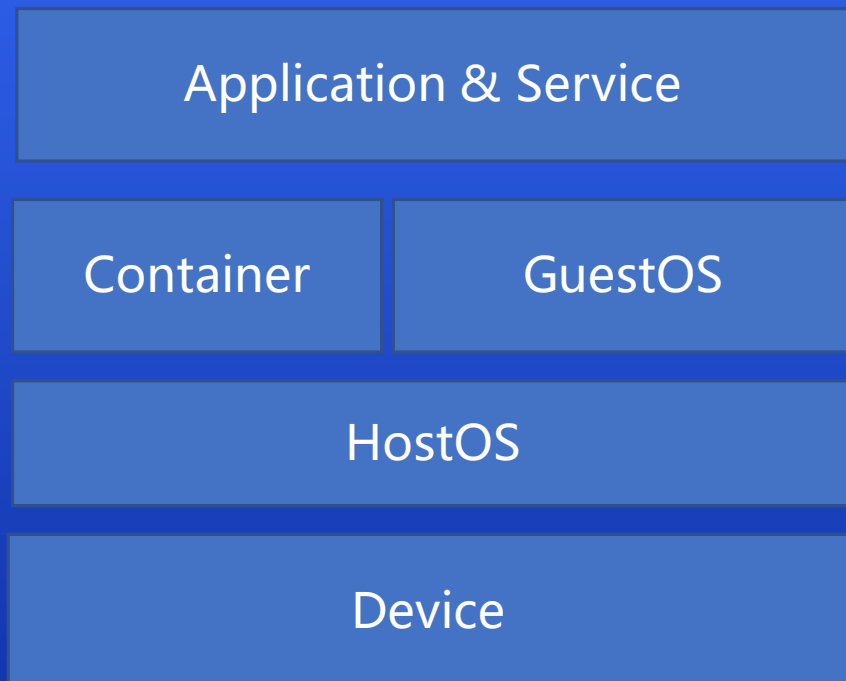 Application & Service
Container
GuestOS
HostOS
Device